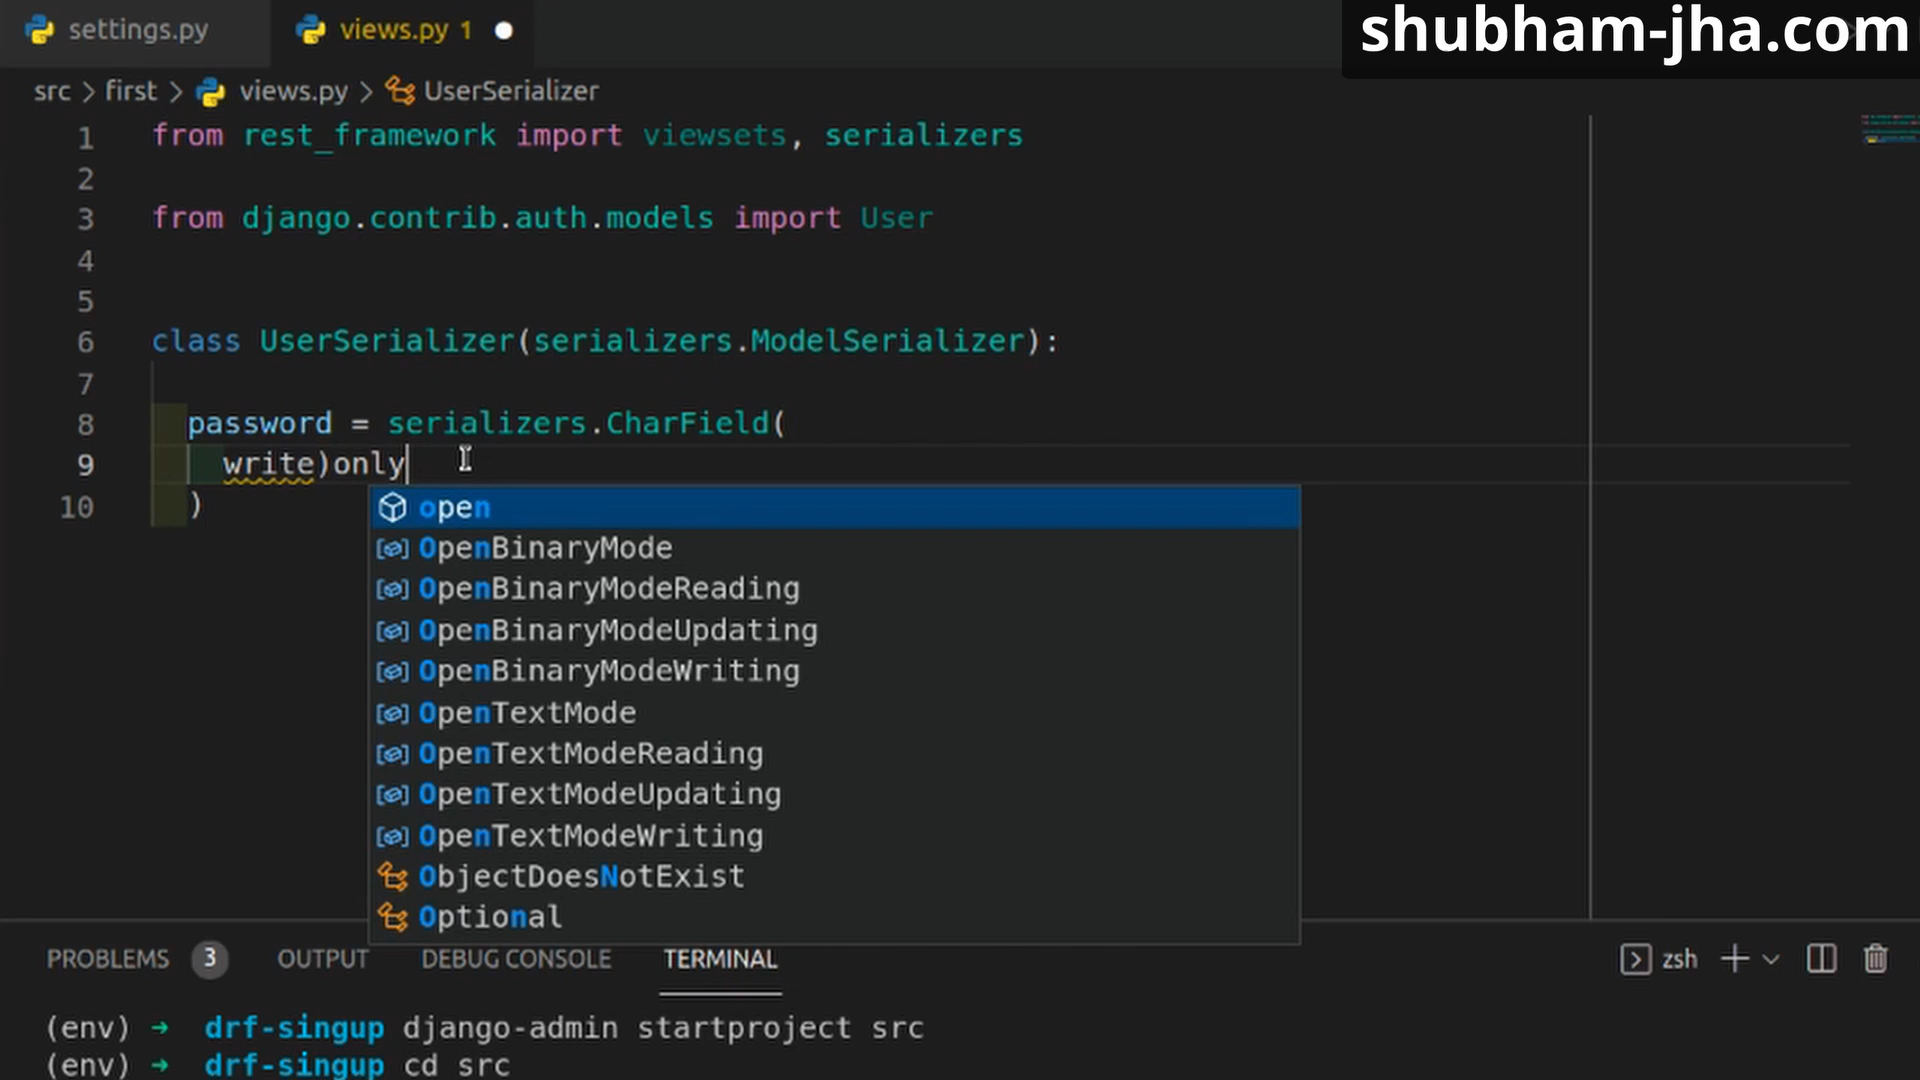 settings.py views.py 1 shubham-jha.com
src > first > views.py > UserSerializer
1 from rest_framework import viewsets, serializers
2
3 from django.contrib.auth.models import User
4
5
6 class UserSerializer(serializers.ModelSerializer):
7
8 password = serializers.CharField(
9 write)only
10 )
open
OpenBinaryMode
OpenBinaryModeReading
OpenBinaryModeUpdating
OpenBinaryModeWriting
OpenTextMode
OpenTextModeReading
OpenTextModeUpdating
OpenTextModeWriting
ObjectDoesNotExist
Optional
PROBLEMS 3 OUTPUT DEBUG CONSOLE TERMINAL zsh
(env) → drf-singup django-admin startproject src
(env) → drf-singup cd src